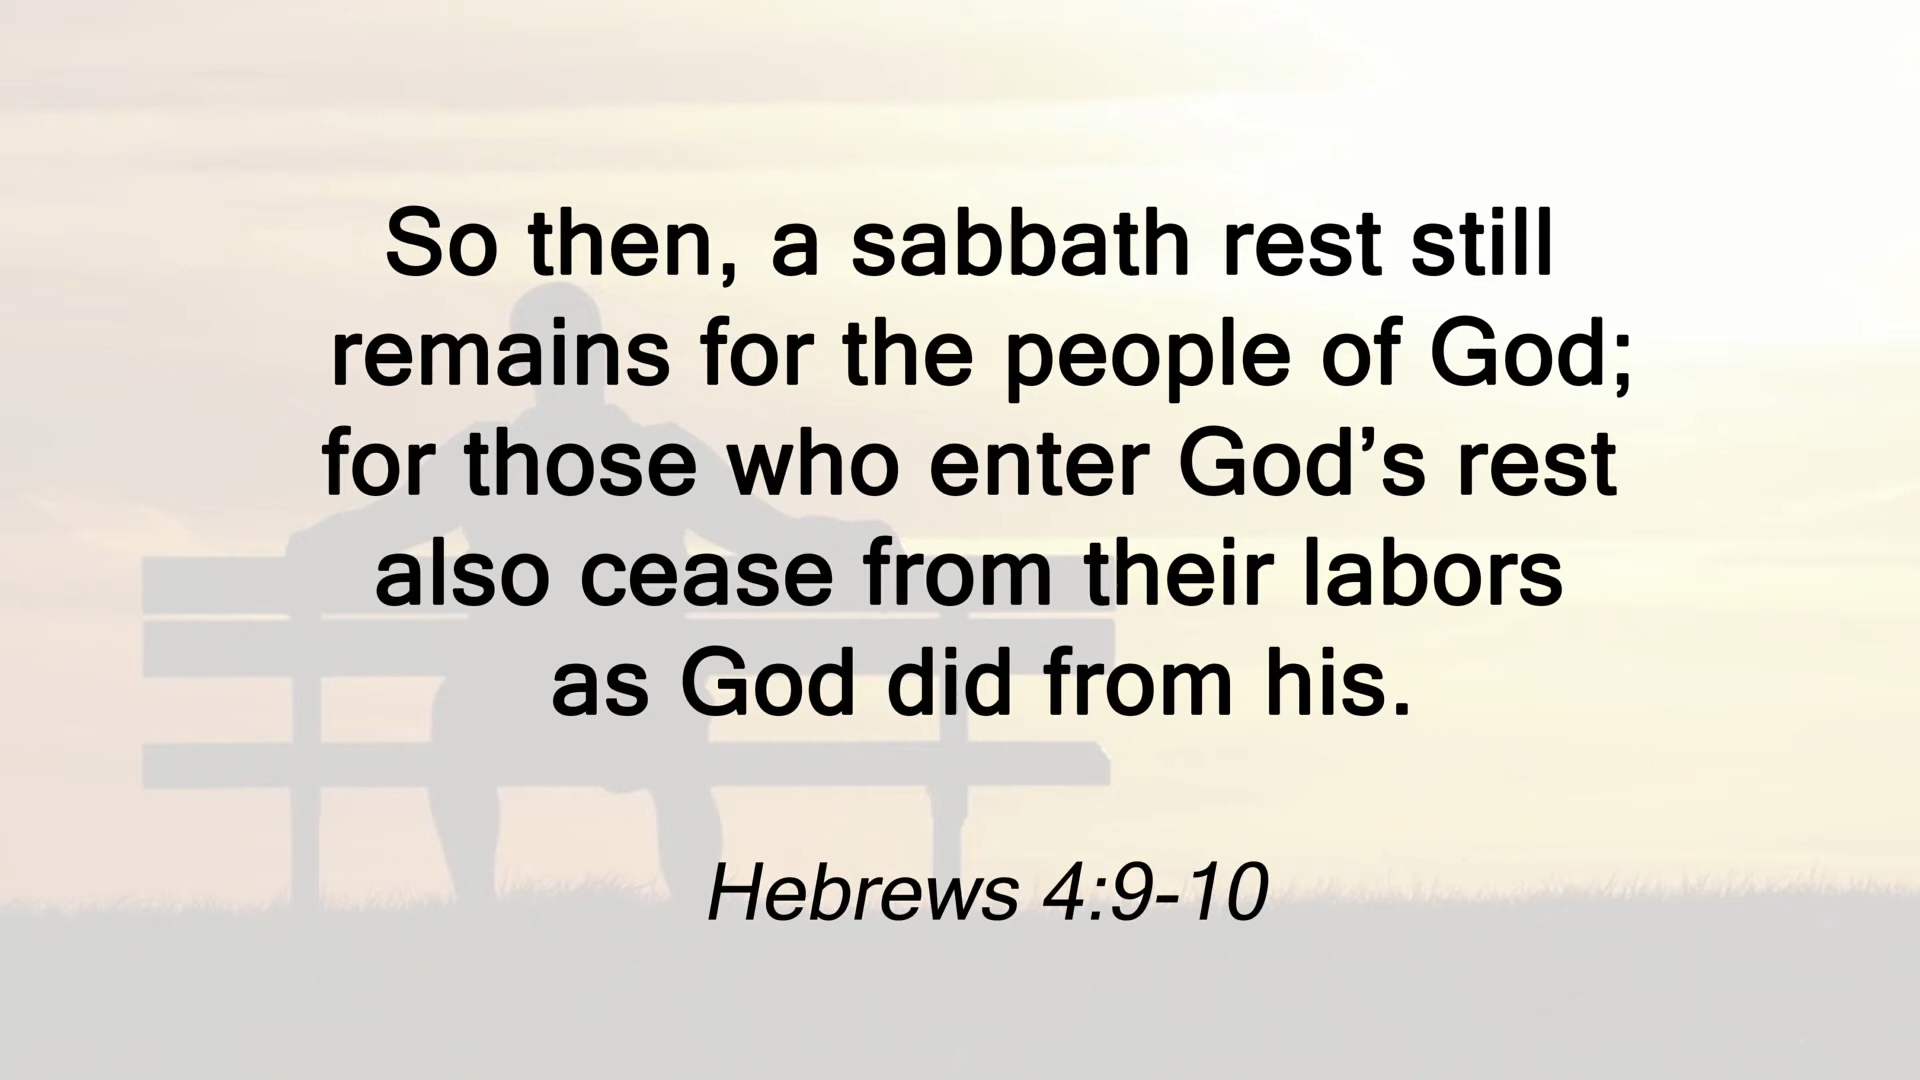 So then, a sabbath rest still
remains for the people of God;
for those who enter God’s rest
also cease from their labors
as God did from his.
Hebrews 4:9-10